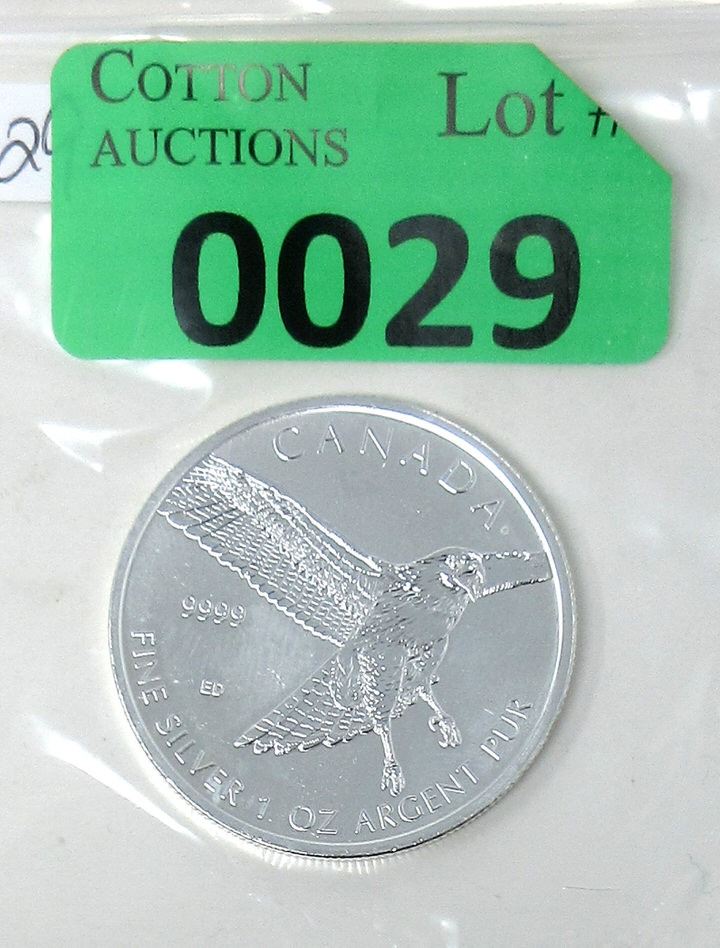 COTTON
AUCTIONS
Lot #
0029
CANADA
9999
ED
FINE SILVER 1 OZ ARGENT PUR